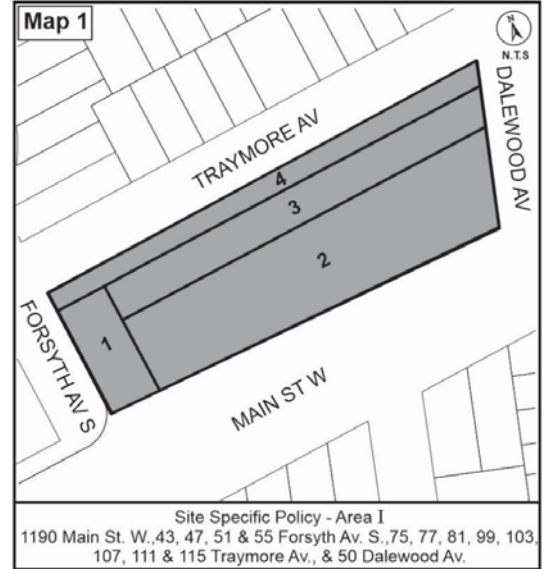 Map 1
N
N.T.S
TRAYMORE AV
DALEWOOD AV
4
3
2
1
FORSYTH AV S
MAIN ST W
Site Specific Policy - Area I
1190 Main St. W.,43, 47, 51 & 55 Forsyth Av. S.,75, 77, 81, 99, 103,
107, 111 & 115 Traymore Av., & 50 Dalewood Av.